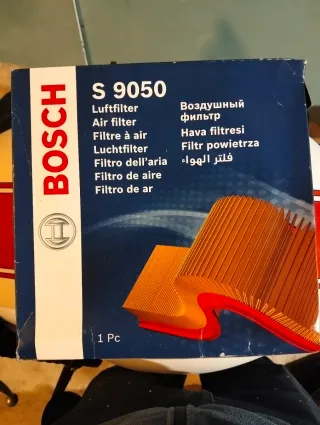 BOSCH
S 9050
Luftfilter
Air filter
Filtre à air
Luchtfilter
Filtro dell'aria
Filtro de aire
Filtro de ar
Воздушный
фильтр
Hava filtresi
Filtr powietrza
فلتر الهواء
1 Pc